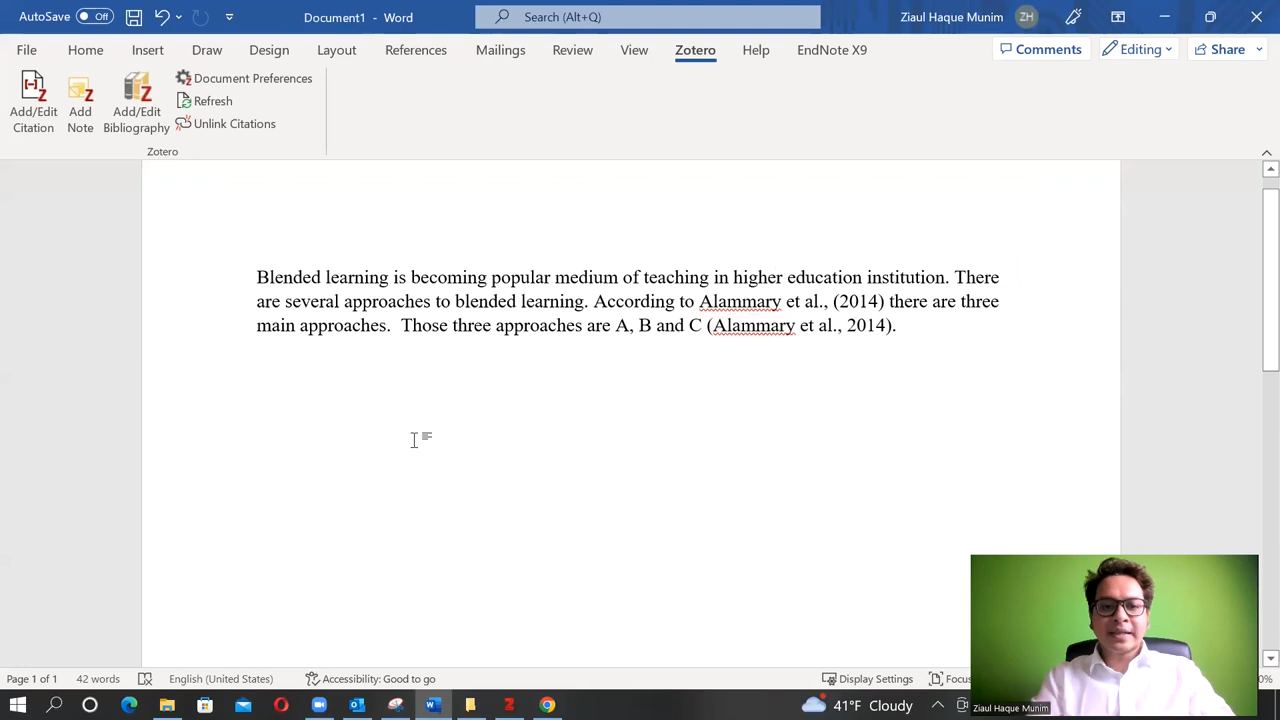 AutoSave Off Document1 - Word Search (Alt+Q) Ziaul Haque Munim ZH
File Home Insert Draw Design Layout References Mailings Review View Zotero Help EndNote X9 Comments Editing Share
Add/Edit Citation
Add Note
Add/Edit Bibliography
Document Preferences
Refresh
Unlink Citations
Zotero
Blended learning is becoming popular medium of teaching in higher education institution. There
are several approaches to blended learning. According to Alammary et al., (2014) there are three
main approaches.  Those three approaches are A, B and C (Alammary et al., 2014).
Ziaul Haque Munim
Page 1 of 1 42 words English (United States) Accessibility: Good to go Display Settings Focus 0%
41°F Cloudy